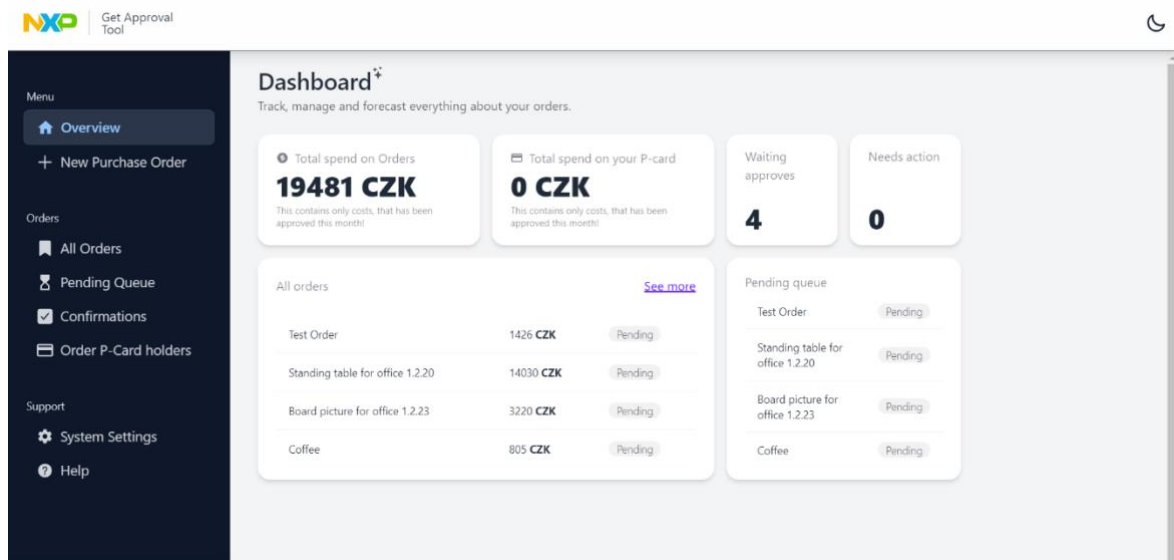 NXP
Get Approval
Tool
Menu
Overview
New Purchase Order
Orders
All Orders
Pending Queue
Confirmations
Order P-Card holders
Support
System Settings
Help
Dashboard
Track, manage and forecast everything about your orders.
Total spend on Orders
19481 CZK
This contains only costs, that has been
approved this month!
Total spend on your P-card
0 CZK
This contains only costs, that has been
approved this month!
Waiting
approves
4
Needs action
0
All orders See more
Test Order 1426 CZK Pending
Standing table for office 1.2.20 14030 CZK Pending
Board picture for office 1.2.23 3220 CZK Pending
Coffee 805 CZK Pending
Pending queue
Test Order Pending
Standing table for
office 1.2.20 Pending
Board picture for
office 1.2.23 Pending
Coffee Pending